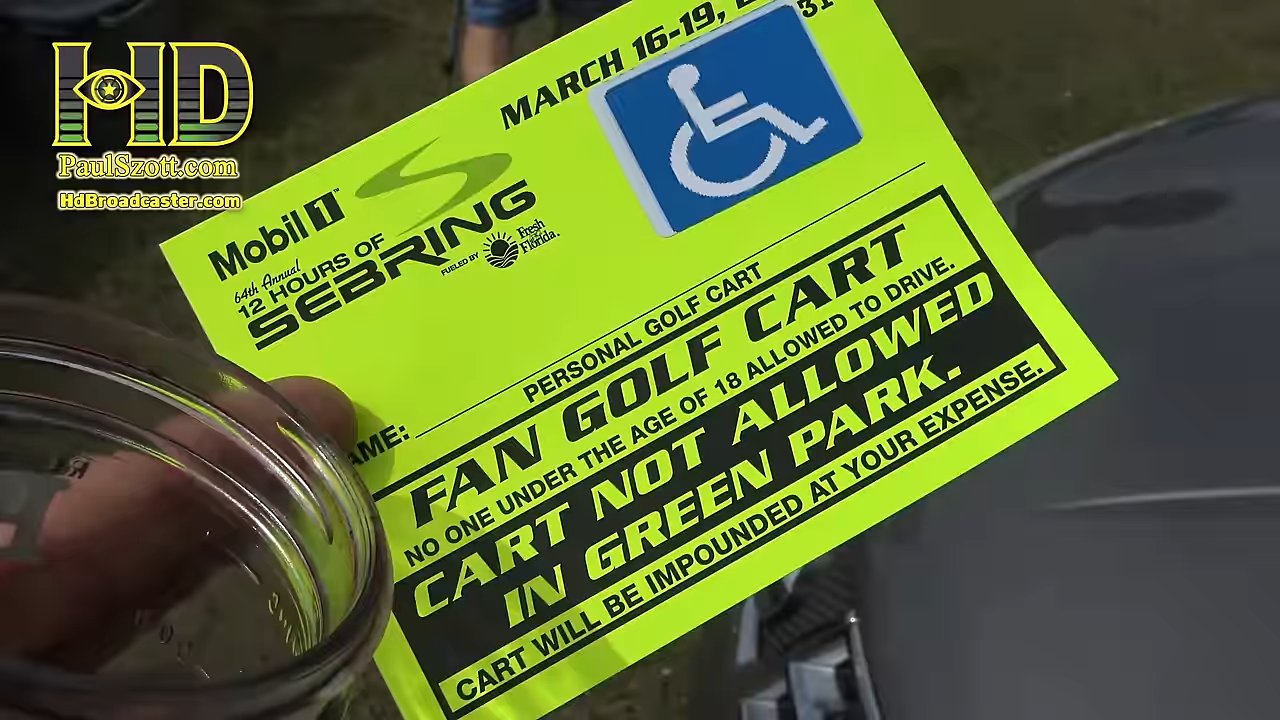 HD
PaulSzott.com
HdBroadcaster.com
MARCH 16-19,
31
Mobil 1™
64th Annual
12 HOURS OF
SEBRING
FUELED BY
Fresh
Florida.
PERSONAL GOLF CART
AME:
FAN GOLF CART
NO ONE UNDER THE AGE OF 18 ALLOWED TO DRIVE.
CART NOT ALLOWED
IN GREEN PARK.
CART WILL BE IMPOUNDED AT YOUR EXPENSE.